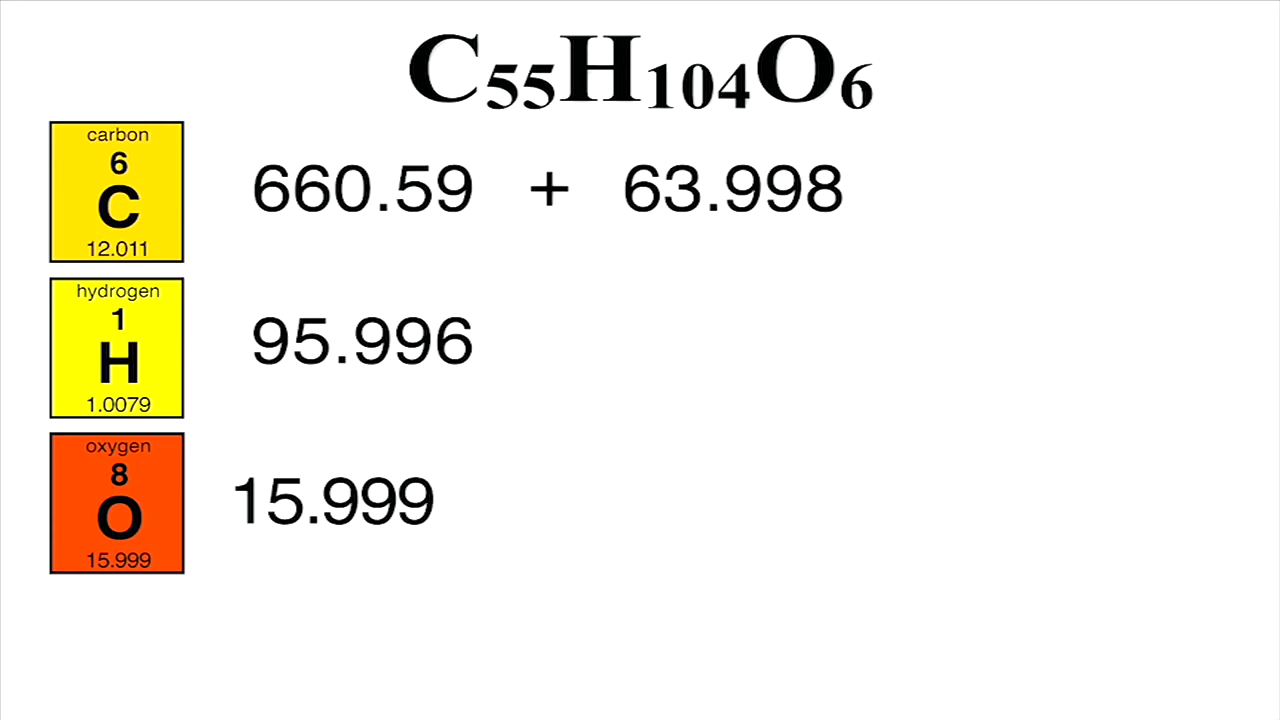 C₅₅H₁₀₄O₆
carbon
6
C
12.011
660.59 + 63.998
hydrogen
1
H
1.0079
95.996
oxygen
8
O
15.999
15.999